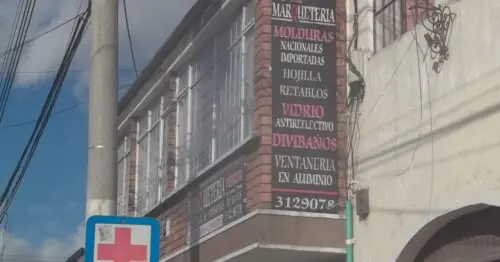 MARQUETERIA
MOLDURAS
NACIONALES
IMPORTADAS
HOJILLA
RETABLOS
VIDRIO
ANTIREFLECTIVO
DIVIBAÑOS
VENTANERIA
EN ALUMINIO
3129078